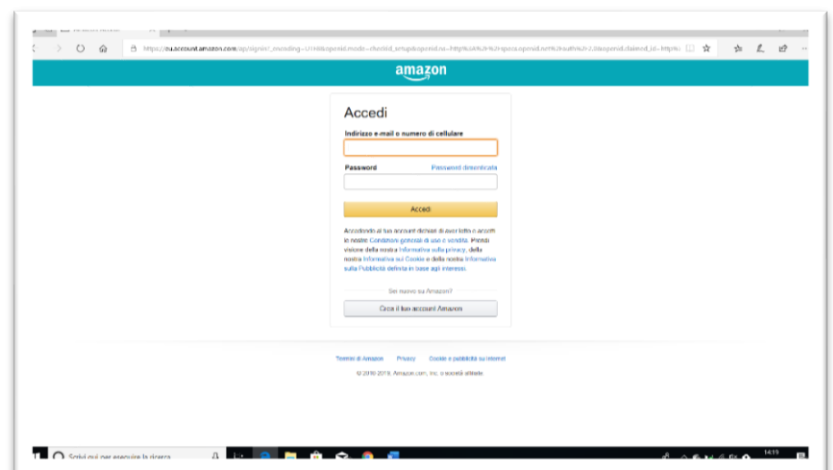 amazon
Accedi
Indirizzo e-mail o numero di cellulare
Password Password dimenticata
Accedi
Accedendo al tuo account dichiari di aver letto e accetti
le nostre Condizioni generali di uso e vendita. Prendi
visione della nostra Informativa sulla privacy, della
nostra Informativa sui Cookie e della nostra Informativa
sulla Pubblicità definita in base agli interessi.
Sei nuovo su Amazon?
Crea il tuo account Amazon
Termini di Amazon Privacy Cookie e pubblicità su Internet
Amazon.com, Inc. o società affiliate
Scrivi qui per eseguire la ricerca
14:19